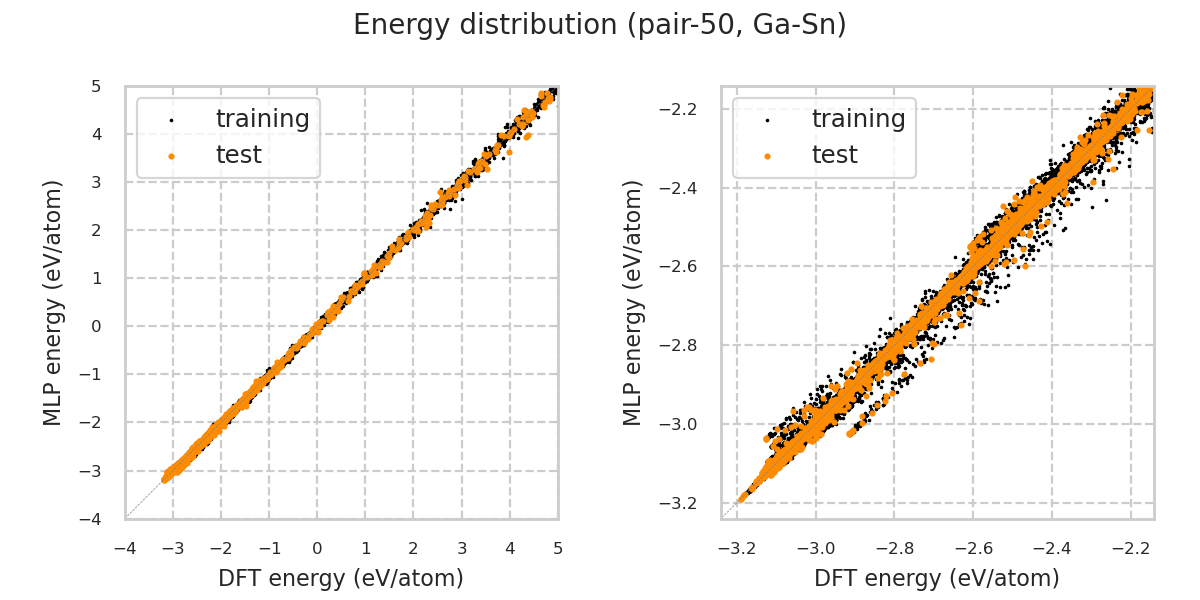 Energy distribution (pair-50, Ga-Sn)
MLP energy (eV/atom)
5
4
3
2
1
0
−1
−2
−3
−4
training
test
−4 −3 −2 −1 0 1 2 3 4 5
DFT energy (eV/atom)
MLP energy (eV/atom)
−2.2
−2.4
−2.6
−2.8
−3.0
−3.2
training
test
−3.2 −3.0 −2.8 −2.6 −2.4 −2.2
DFT energy (eV/atom)